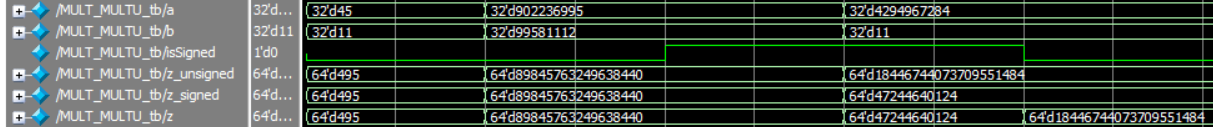 /MULT_MULTU_tb/a 32'd... 32'd45 32'd902236995 32'd4294967284
/MULT_MULTU_tb/b 32'd11 32'd11 32'd99581112 32'd11
/MULT_MULTU_tb/isSigned 1'd0
/MULT_MULTU_tb/z_unsigned 64'd... 64'd495 64'd89845763249638440 64'd18446744073709551484
/MULT_MULTU_tb/z_signed 64'd... 64'd495 64'd89845763249638440 64'd47244640124
/MULT_MULTU_tb/z 64'd... 64'd495 64'd89845763249638440 64'd47244640124 64'd18446744073709551484